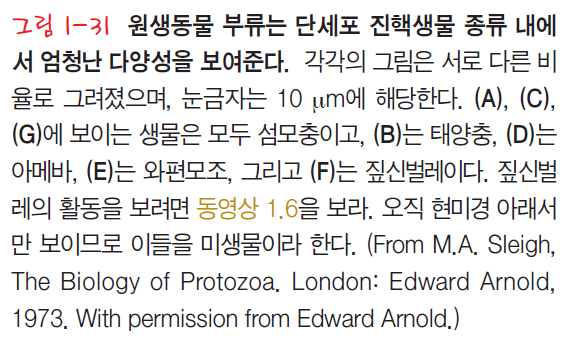 그림 1-31 원생동물 부류는 단세포 진핵생물 종류 내에
서 엄청난 다양성을 보여준다. 각각의 그림은 서로 다른 비
율로 그려졌으며, 눈금자는 10 μm에 해당한다. (A), (C),
(G)에 보이는 생물은 모두 섬모충이고, (B)는 태양충, (D)는
아메바, (E)는 와편모조, 그리고 (F)는 짚신벌레이다. 짚신벌
레의 활동을 보려면 동영상 1.6을 보라. 오직 현미경 아래서
만 보이므로 이들을 미생물이라 한다. (From M.A. Sleigh,
The Biology of Protozoa. London: Edward Arnold,
1973. With permission from Edward Arnold.)